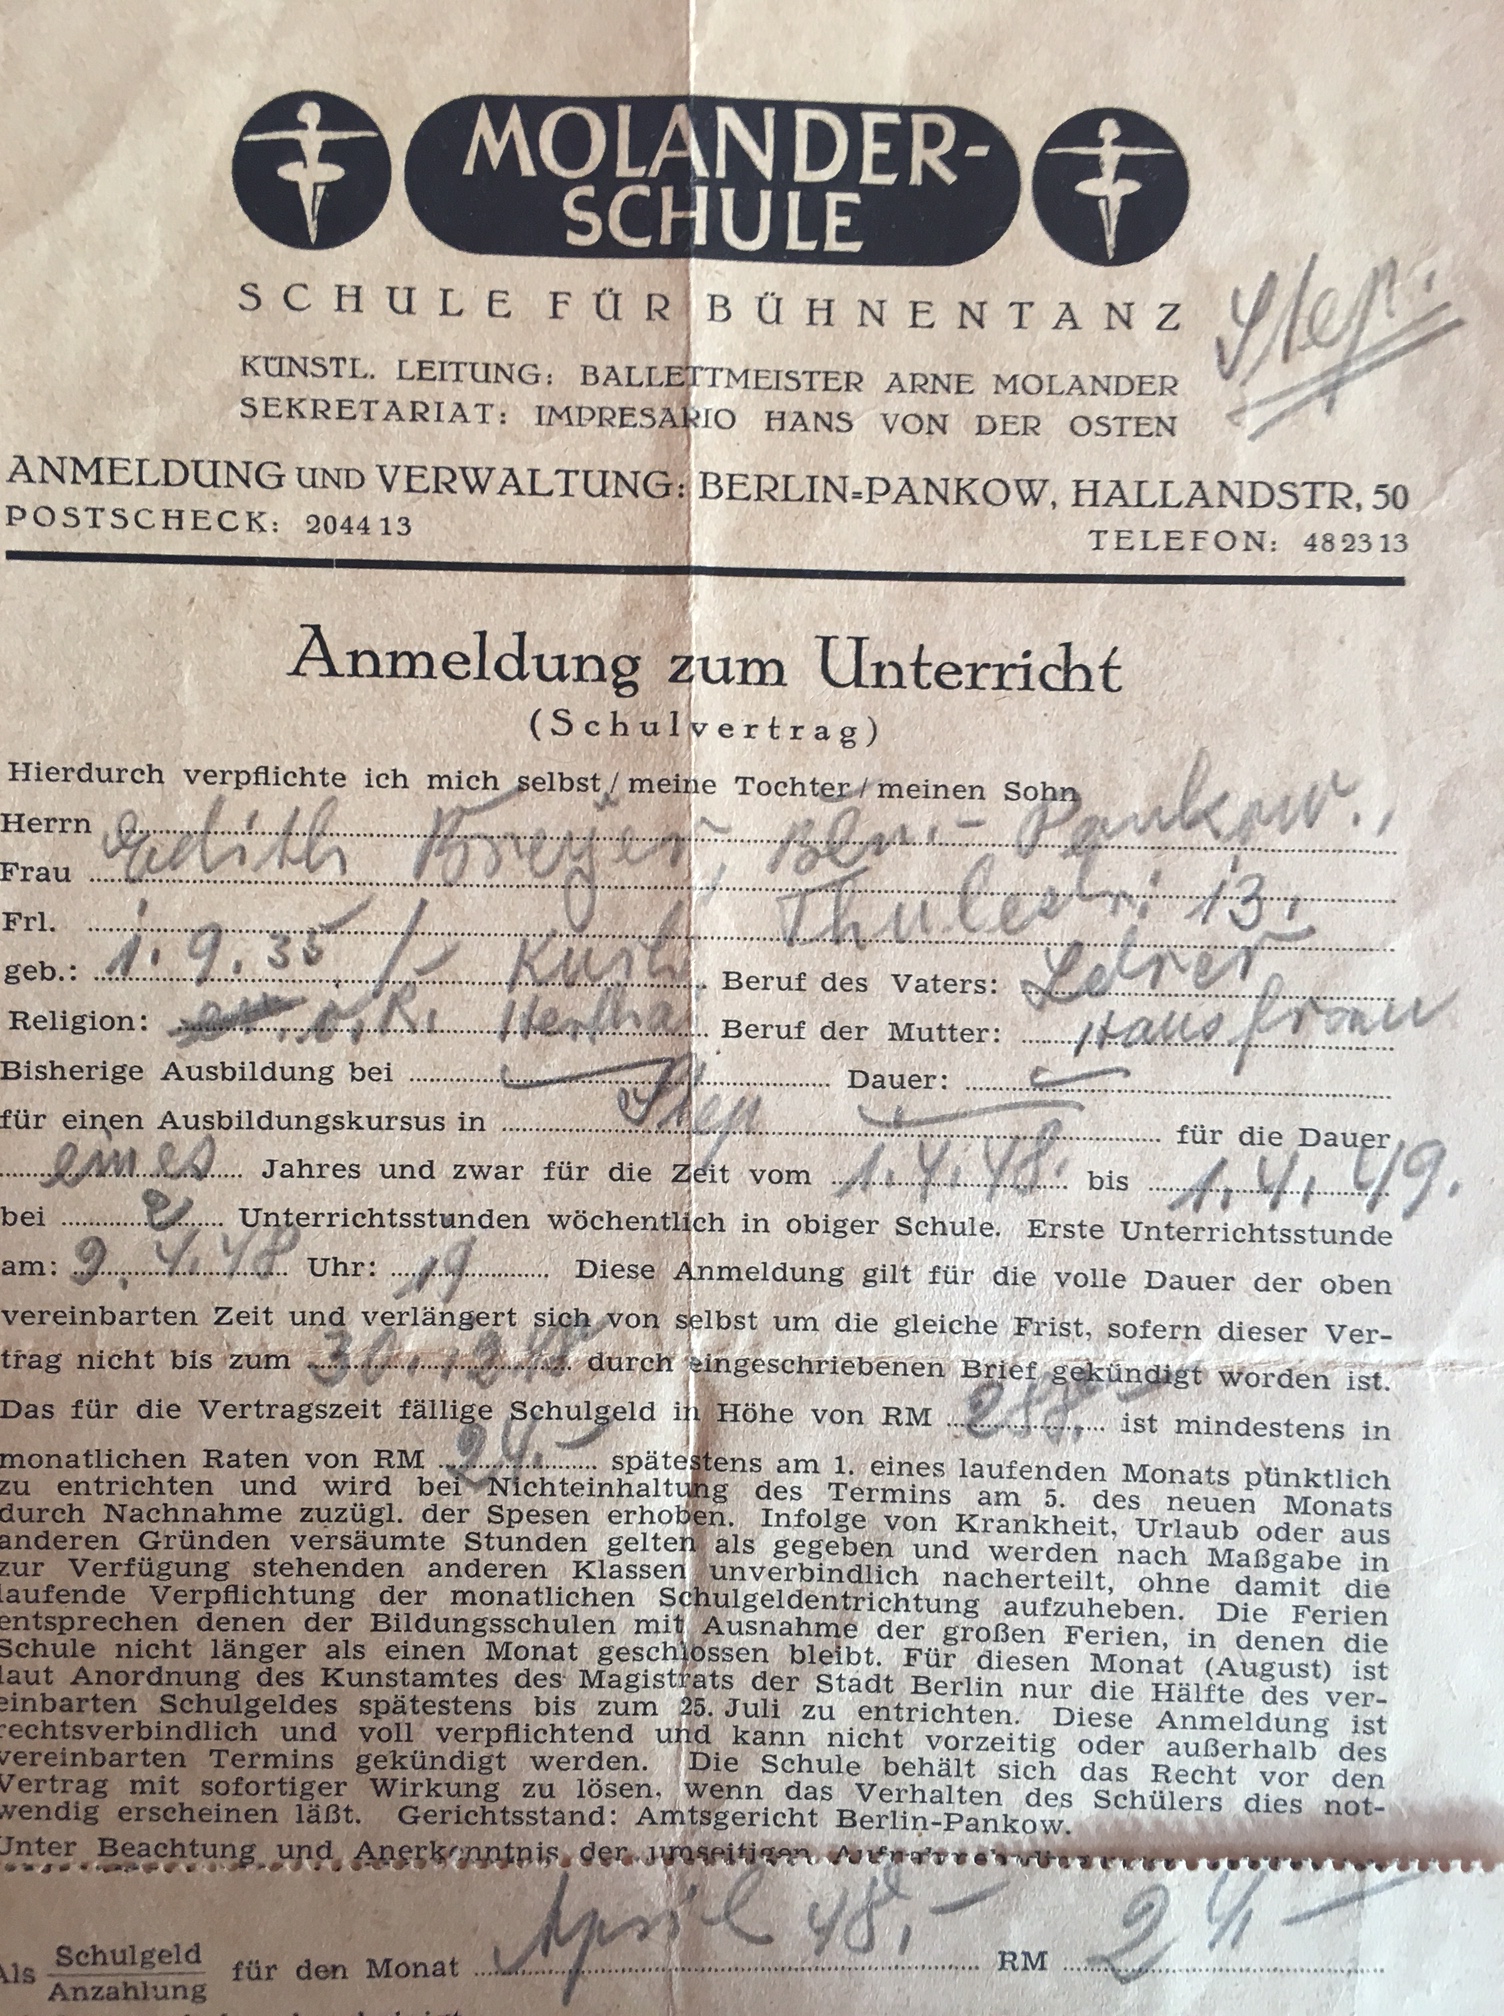 MOLANDER-
SCHULE
SCHULE FÜR BÜHNENTANZ
Step.
KÜNSTL. LEITUNG: BALLETTMEISTER ARNE MOLANDER
SEKRETARIAT: IMPRESARIO HANS VON DER OSTEN
ANMELDUNG UND VERWALTUNG: BERLIN=PANKOW, HALLANDSTR, 50
POSTSCHECK: 204413
TELEFON: 482313
Anmeldung zum Unterricht
(Schulvertrag)
Hierdurch verpflichte ich mich selbst / meine Tochter / meinen Sohn
Herrn Edith Breyer, Bln.-Pankow.,
Frau
Frl. Thulestr. 13.
geb.: 1.9.35 /- Kurt Beruf des Vaters: Lehrer
Religion: o.R. Hertha Beruf der Mutter: Hausfrau
Bisherige Ausbildung bei — Dauer: —
für einen Ausbildungskursus in Step für die Dauer
eines Jahres und zwar für die Zeit vom 1.4.48. bis 1.4.49.
bei 2 Unterrichtsstunden wöchentlich in obiger Schule. Erste Unterrichtsstunde
am: 9.4.48 Uhr: 19 Diese Anmeldung gilt für die volle Dauer der oben
vereinbarten Zeit und verlängert sich von selbst um die gleiche Frist, sofern dieser Ver-
trag nicht bis zum 30.12.48 durch eingeschriebenen Brief gekündigt worden ist.
Das für die Vertragszeit fällige Schulgeld in Höhe von RM 288.- ist mindestens in
monatlichen Raten von RM 24.- spätestens am 1. eines laufenden Monats pünktlich
zu entrichten und wird bei Nichteinhaltung des Termins am 5. des neuen Monats
durch Nachnahme zuzügl. der Spesen erhoben. Infolge von Krankheit, Urlaub oder aus
anderen Gründen versäumte Stunden gelten als gegeben und werden nach Maßgabe in
zur Verfügung stehenden anderen Klassen unverbindlich nacherteilt, ohne damit die
laufende Verpflichtung der monatlichen Schulgeldentrichtung aufzuheben. Die Ferien
entsprechen denen der Bildungsschulen mit Ausnahme der großen Ferien, in denen die
Schule nicht länger als einen Monat geschlossen bleibt. Für diesen Monat (August) ist
laut Anordnung des Kunstamtes des Magistrats der Stadt Berlin nur die Hälfte des ver-
einbarten Schulgeldes spätestens bis zum 25. Juli zu entrichten. Diese Anmeldung ist
rechtsverbindlich und voll verpflichtend und kann nicht vorzeitig oder außerhalb des
vereinbarten Termins gekündigt werden. Die Schule behält sich das Recht vor den
Vertrag mit sofortiger Wirkung zu lösen, wenn das Verhalten des Schülers dies not-
wendig erscheinen läßt. Gerichtsstand: Amtsgericht Berlin-Pankow.
Unter Beachtung und Anerkenntnis der umseitigen
Als Schulgeld für den Monat April 48,- RM 24,-
Anzahlung